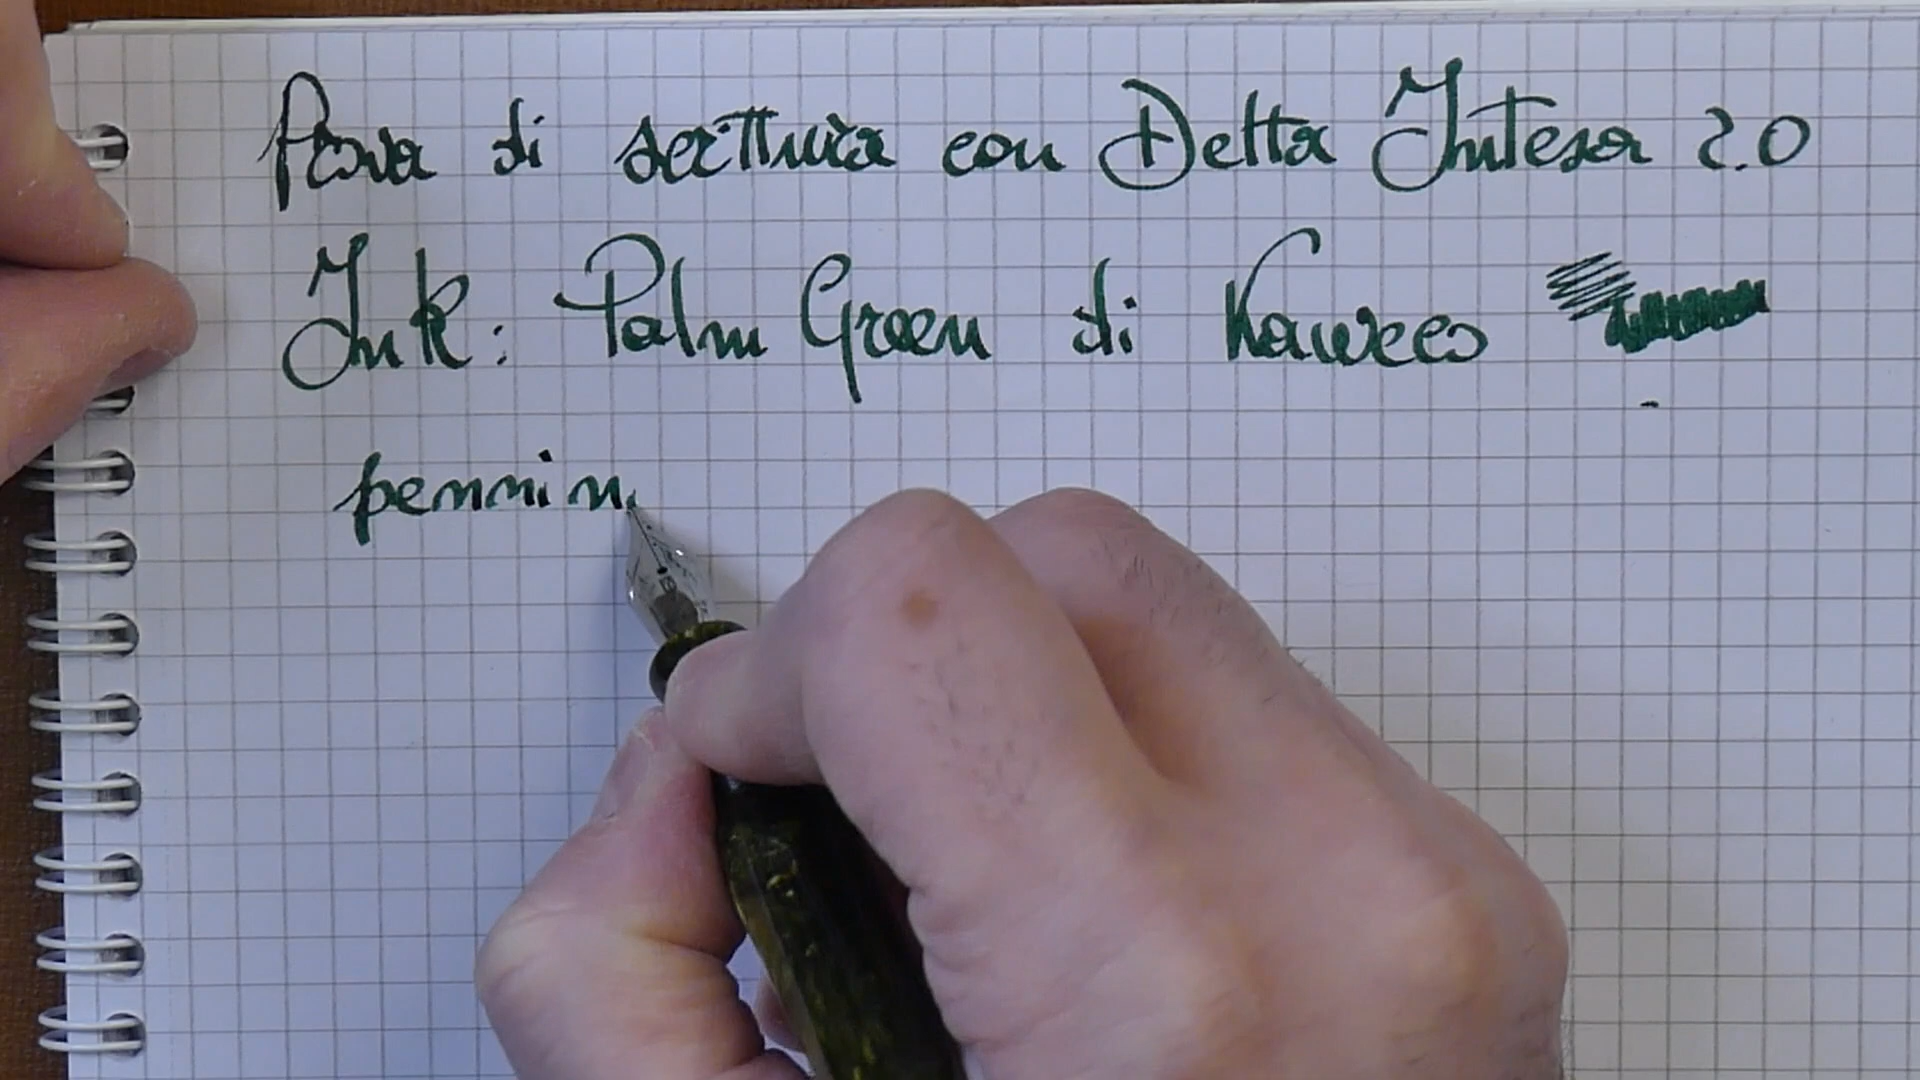 Prova di scrittura con Delta Intesa 2.0
Ink: Palm Green di Kaweco
pennin